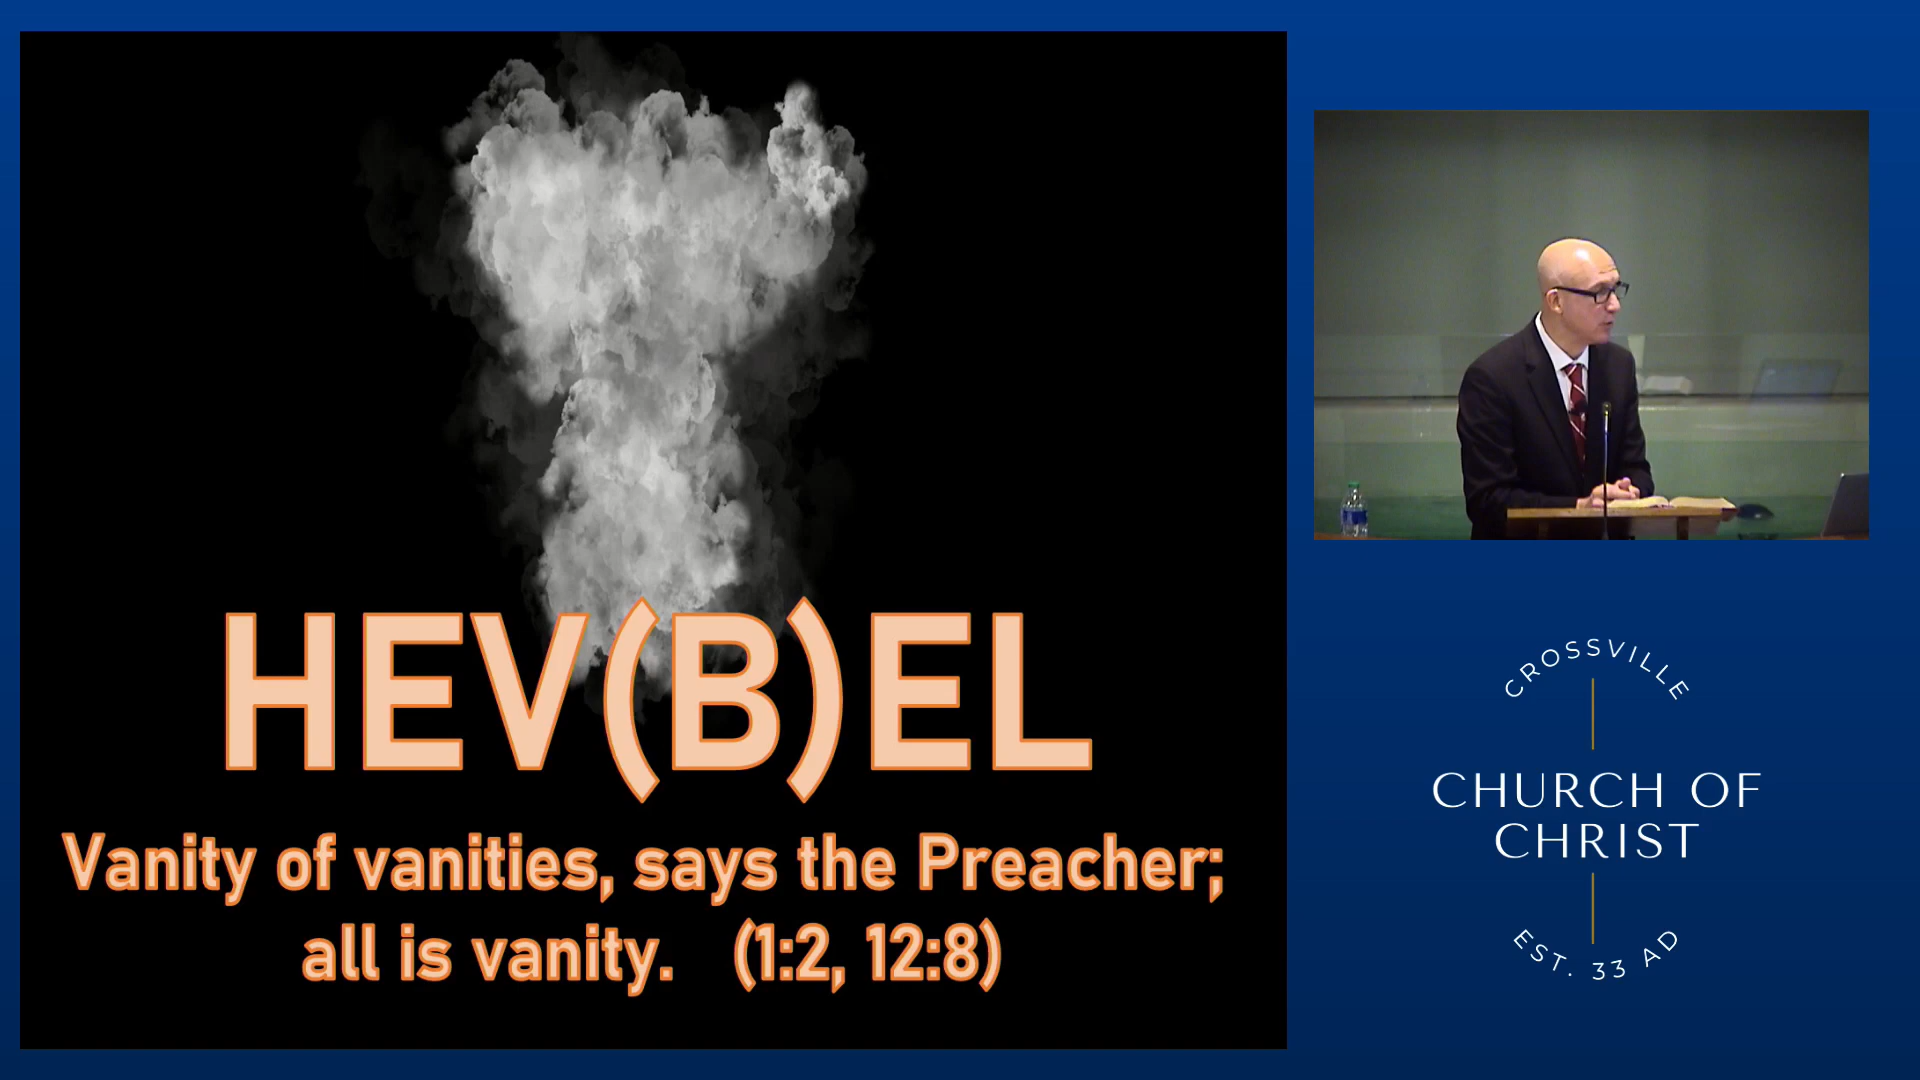 HEV(B)EL
Vanity of vanities, says the Preacher;
all is vanity. (1:2, 12:8)
CROSSVILLE
CHURCH OF
CHRIST
EST. 33 AD